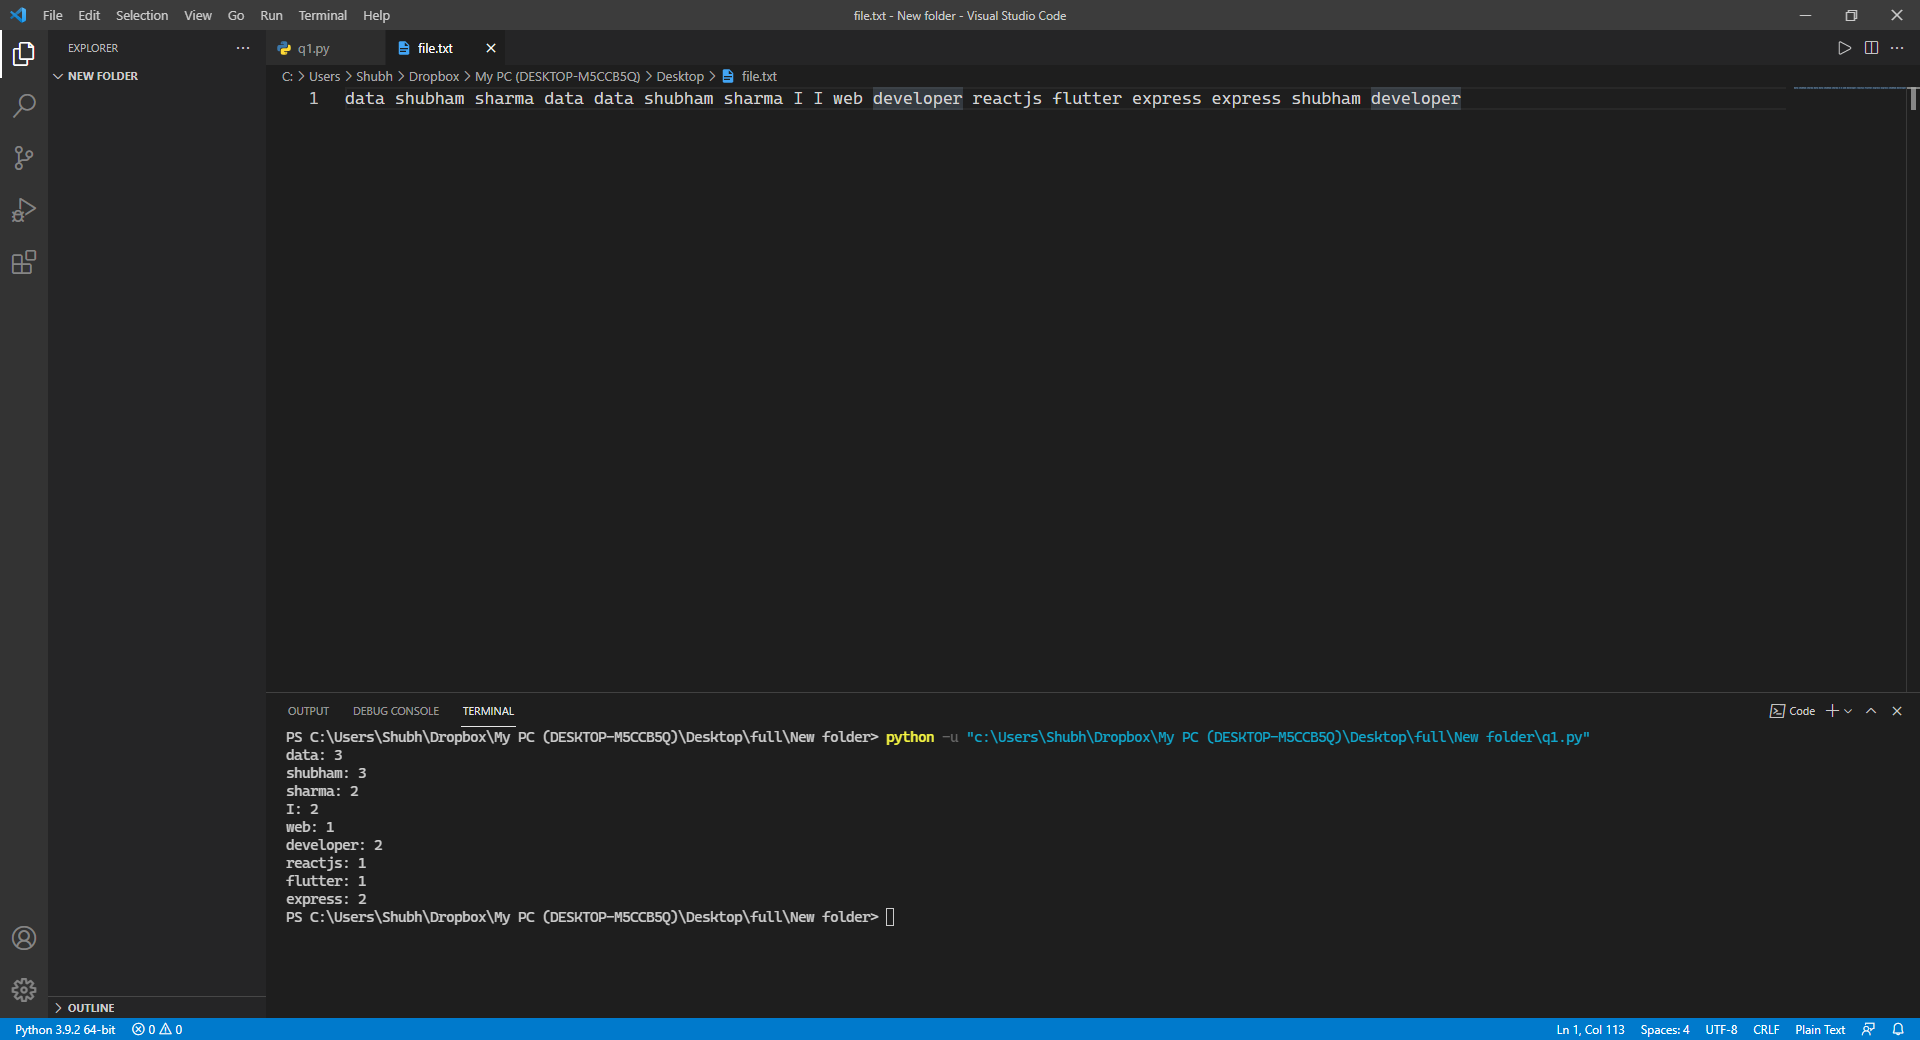 File Edit Selection View Go Run Terminal Help
file.txt - New folder - Visual Studio Code
EXPLORER
NEW FOLDER
q1.py
file.txt
C: > Users > Shubh > Dropbox > My PC (DESKTOP-M5CCB5Q) > Desktop > file.txt
1 data shubham sharma data data shubham sharma I I web developer reactjs flutter express express shubham developer
OUTPUT DEBUG CONSOLE TERMINAL
Code
PS C:\Users\Shubh\Dropbox\My PC (DESKTOP-M5CCB5Q)\Desktop\full\New folder> python -u "c:\Users\Shubh\Dropbox\My PC (DESKTOP-M5CCB5Q)\Desktop\full\New folder\q1.py"
data: 3
shubham: 3
sharma: 2
I: 2
web: 1
developer: 2
reactjs: 1
flutter: 1
express: 2
PS C:\Users\Shubh\Dropbox\My PC (DESKTOP-M5CCB5Q)\Desktop\full\New folder>
OUTLINE
Python 3.9.2 64-bit 0 0
Ln 1, Col 113 Spaces: 4 UTF-8 CRLF Plain Text